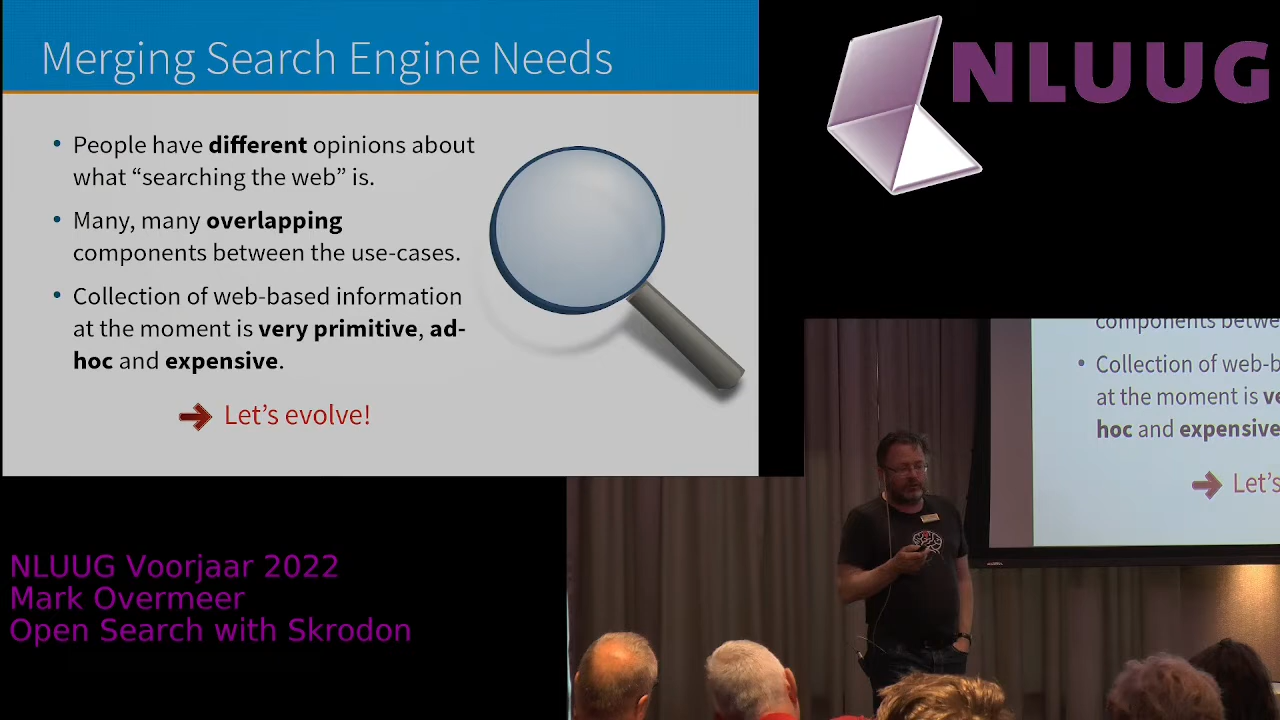 Merging Search Engine Needs
• People have different opinions about
what “searching the web” is.
• Many, many overlapping
components between the use-cases.
• Collection of web-based information
at the moment is very primitive, ad-
hoc and expensive.
Let’s evolve!
NLUUG
components betwe
• Collection of web-b
at the moment is ve
hoc and expensive
Let’s
NLUUG Voorjaar 2022
Mark Overmeer
Open Search with Skrodon